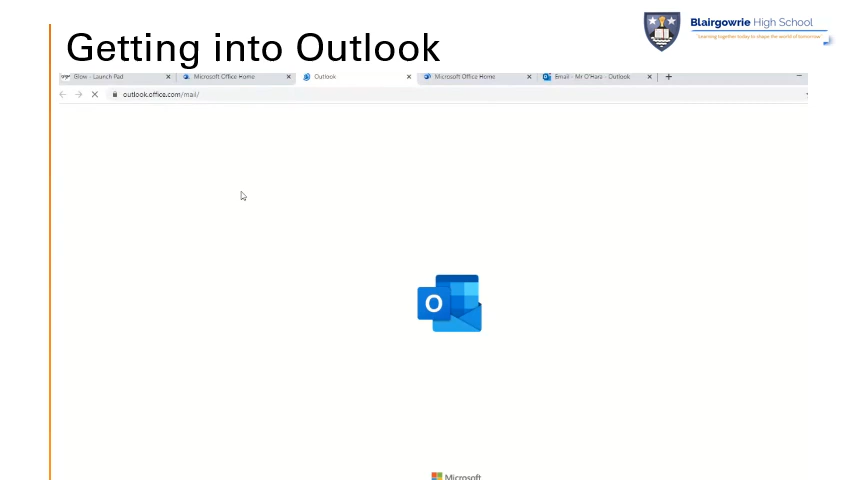 Getting into Outlook
Blairgowrie High School
"Learning together today to shape the world of tomorrow"
Glow - Launch Pad
Microsoft Office Home
Outlook
Microsoft Office Home
Email - Mr O'Hara - Outlook
outlook.office.com/mail/
O
Microsoft